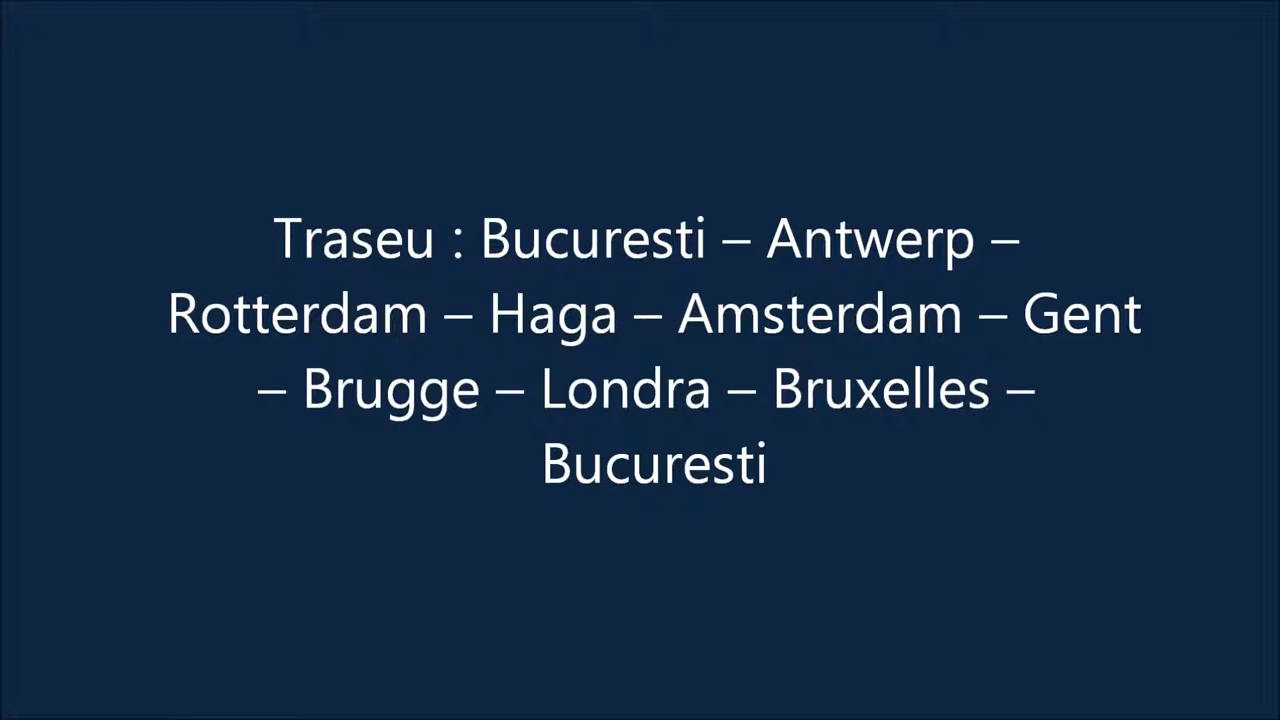 Traseu : Bucuresti – Antwerp –
Rotterdam – Haga – Amsterdam – Gent
– Brugge – Londra – Bruxelles –
Bucuresti